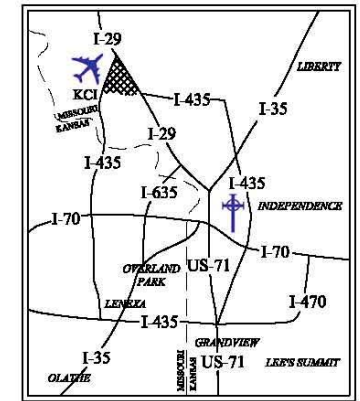 I-29
LIBERTY
KCI
I-435
I-35
MISSOURI
KANSAS
I-29
I-435
I-635
I-435
INDEPENDENCE
I-70
I-70
OVERLAND
PARK
US-71
LENEXA
I-470
I-435
GRANDVIEW
I-35
MISSOURI
KANSAS
US-71
LEE'S SUMMIT
OLATHE